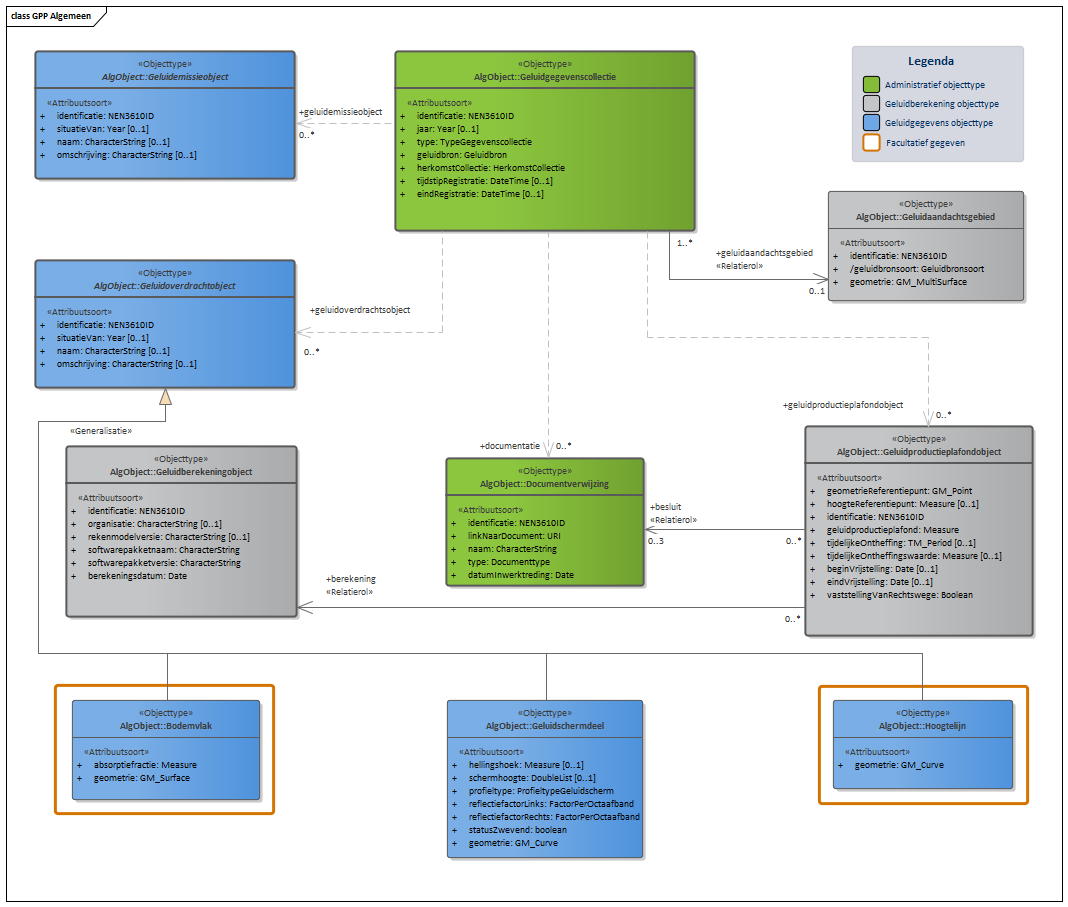 class GPP Algemeen
«Objecttype»
AlgObject::Geluidemissieobject
«Attribuutsoort»
+ identificatie: NEN3610ID
+ situatieVan: Year [0..1]
+ naam: CharacterString [0..1]
+ omschrijving: CharacterString [0..1]
+geluidemissieobject
0..*
«Objecttype»
AlgObject::Geluidgegevenscollectie
«Attribuutsoort»
+ identificatie: NEN3610ID
+ jaar: Year [0..1]
+ type: TypeGegevenscollectie
+ geluidbron: Geluidbron
+ herkomstCollectie: HerkomstCollectie
+ tijdstipRegistratie: DateTime [0..1]
+ eindRegistratie: DateTime [0..1]
Legenda
Administratief objecttype
Geluidberekening objecttype
Geluidgegevens objecttype
Facultatief gegeven
«Objecttype»
AlgObject::Geluidaandachtsgebied
«Attribuutsoort»
+ identificatie: NEN3610ID
+ /geluidbronsoort: Geluidbronsoort
+ geometrie: GM_MultiSurface
1..*
+geluidaandachtsgebied
«Relatierol»
0..1
«Objecttype»
AlgObject::Geluidoverdrachtobject
«Attribuutsoort»
+ identificatie: NEN3610ID
+ situatieVan: Year [0..1]
+ naam: CharacterString [0..1]
+ omschrijving: CharacterString [0..1]
+geluidoverdrachtsobject
0..*
+geluidproductieplafondobject
0..*
«Generalisatie»
+documentatie
0..*
«Objecttype»
AlgObject::Geluidberekeningobject
«Attribuutsoort»
+ identificatie: NEN3610ID
+ organisatie: CharacterString [0..1]
+ rekenmodelversie: CharacterString [0..1]
+ softwarepakketnaam: CharacterString
+ softwarepakketversie: CharacterString
+ berekeningsdatum: Date
«Objecttype»
AlgObject::Documentverwijzing
«Attribuutsoort»
+ identificatie: NEN3610ID
+ linkNaarDocument: URI
+ naam: CharacterString
+ type: Documenttype
+ datumInwerktreding: Date
+besluit
«Relatierol»
0..3
0..*
«Objecttype»
AlgObject::Geluidproductieplafondobject
«Attribuutsoort»
+ geometrieReferentiepunt: GM_Point
+ hoogteReferentiepunt: Measure [0..1]
+ identificatie: NEN3610ID
+ geluidproductieplafond: Measure
+ tijdelijkeOntheffing: TM_Period [0..1]
+ tijdelijkeOntheffingswaarde: Measure [0..1]
+ beginVrijstelling: Date [0..1]
+ eindVrijstelling: Date [0..1]
+ vaststellingVanRechtswege: Boolean
+berekening
«Relatierol»
0..*
«Objecttype»
AlgObject::Bodemvlak
«Attribuutsoort»
+ absorptiefractie: Measure
+ geometrie: GM_Surface
«Objecttype»
AlgObject::Geluidschermdeel
«Attribuutsoort»
+ hellingshoek: Measure [0..1]
+ schermhoogte: DoubleList [0..1]
+ profieltype: ProfieltypeGeluidscherm
+ reflectiefactorLinks: FactorPerOctaafband
+ reflectiefactorRechts: FactorPerOctaafband
+ statusZwevend: boolean
+ geometrie: GM_Curve
«Objecttype»
AlgObject::Hoogtelijn
«Attribuutsoort»
+ geometrie: GM_Curve